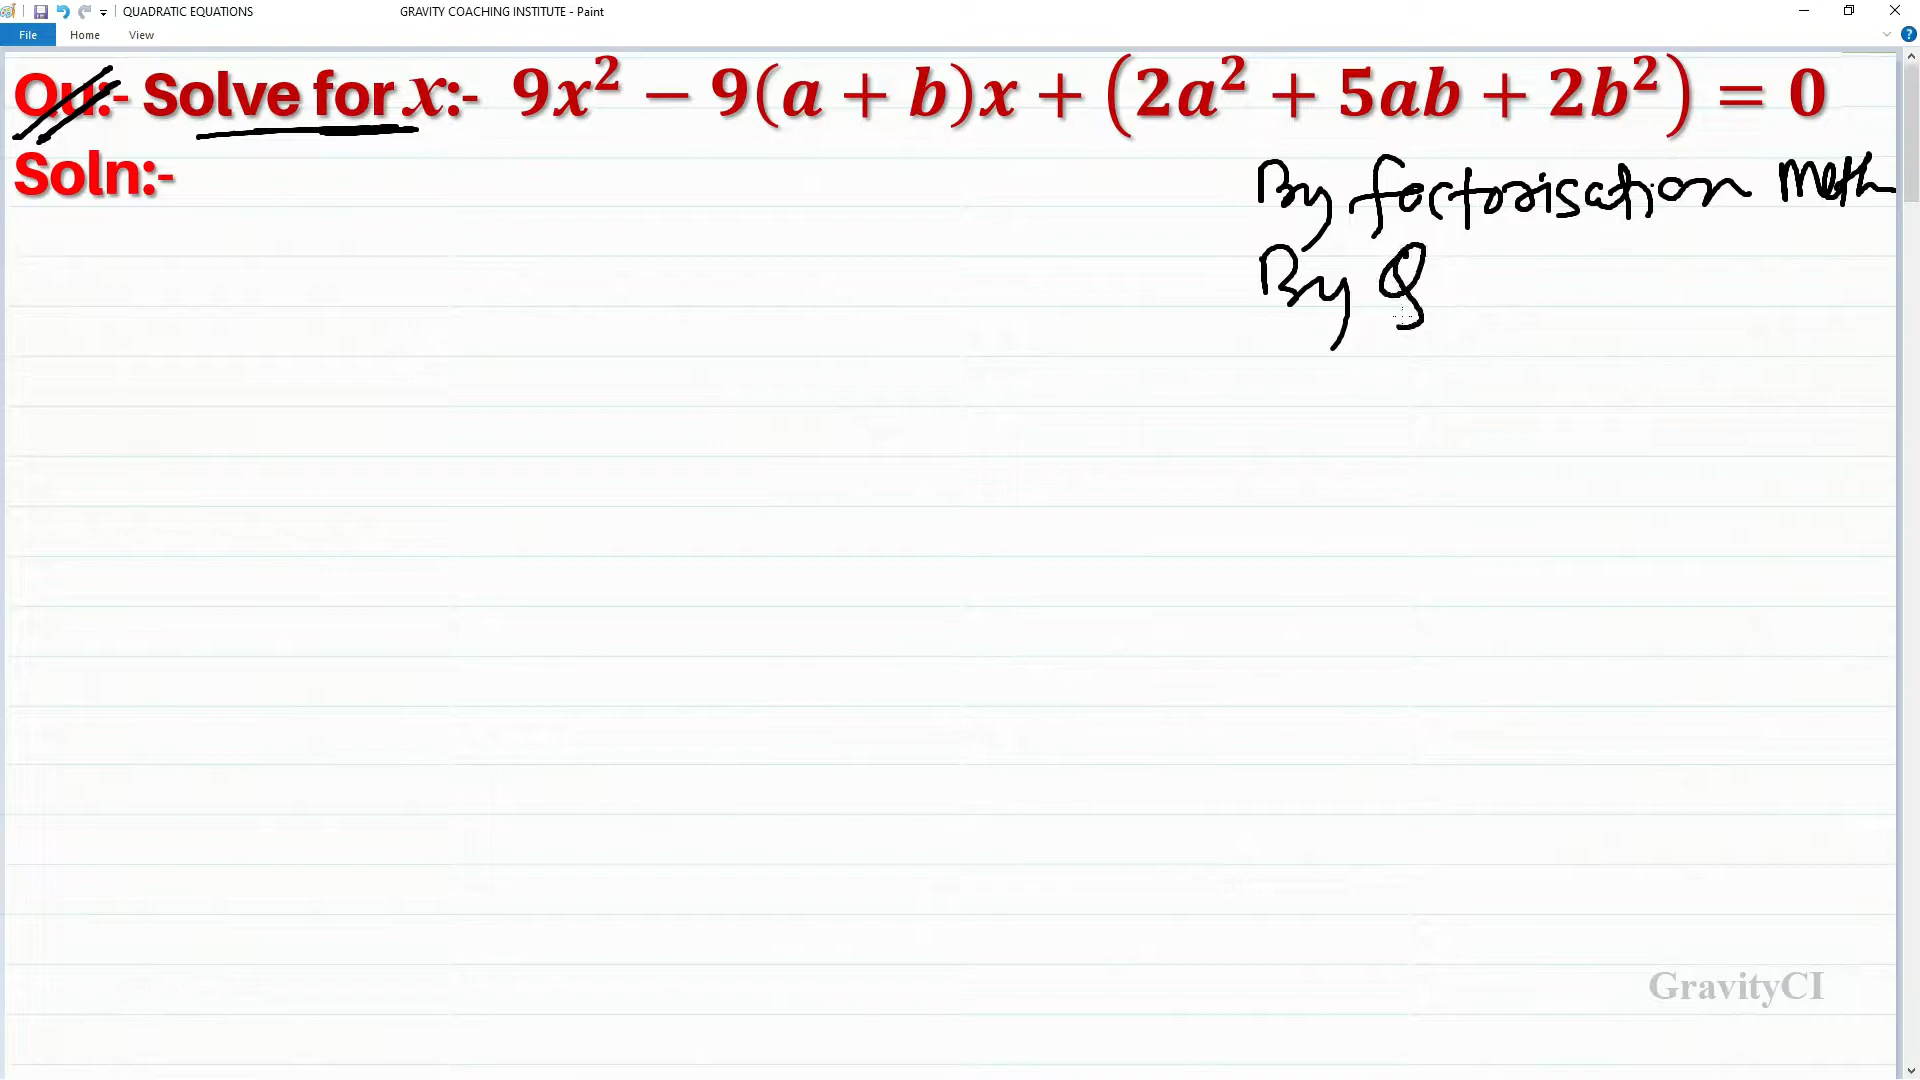 QUADRATIC EQUATIONS GRAVITY COACHING INSTITUTE - Paint
File Home View
Qu:- Solve for x:- 9x² − 9(a + b)x + (2a² + 5ab + 2b²) = 0
Soln:-
By factorisation Meth
By Q
GravityCI